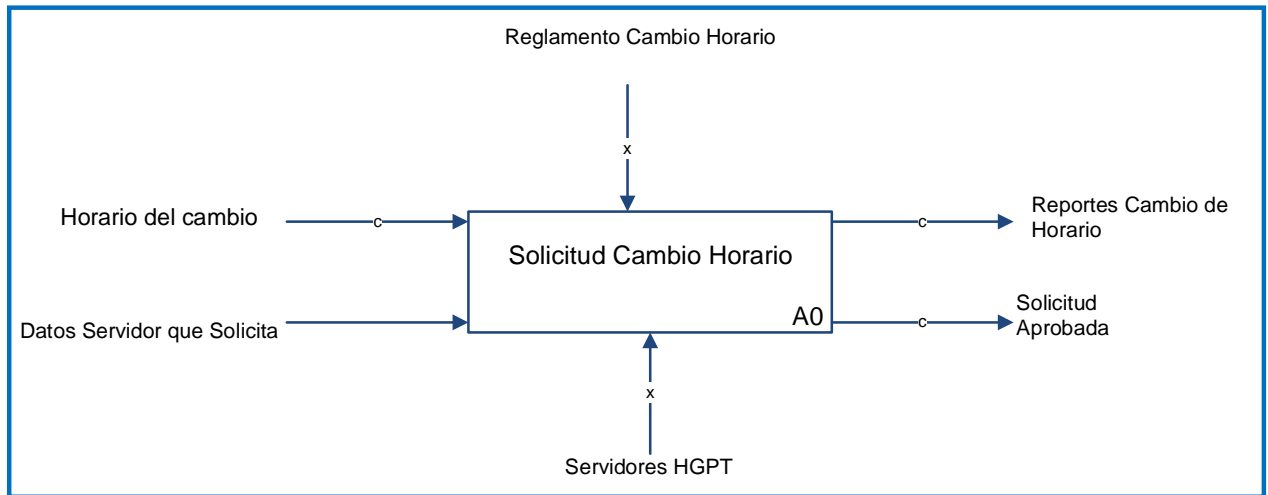 Reglamento Cambio Horario
x
Horario del cambio
c
c
Reportes Cambio de
Horario
Solicitud Cambio Horario
Datos Servidor que Solicita
A0
c
Solicitud
Aprobada
x
Servidores HGPT